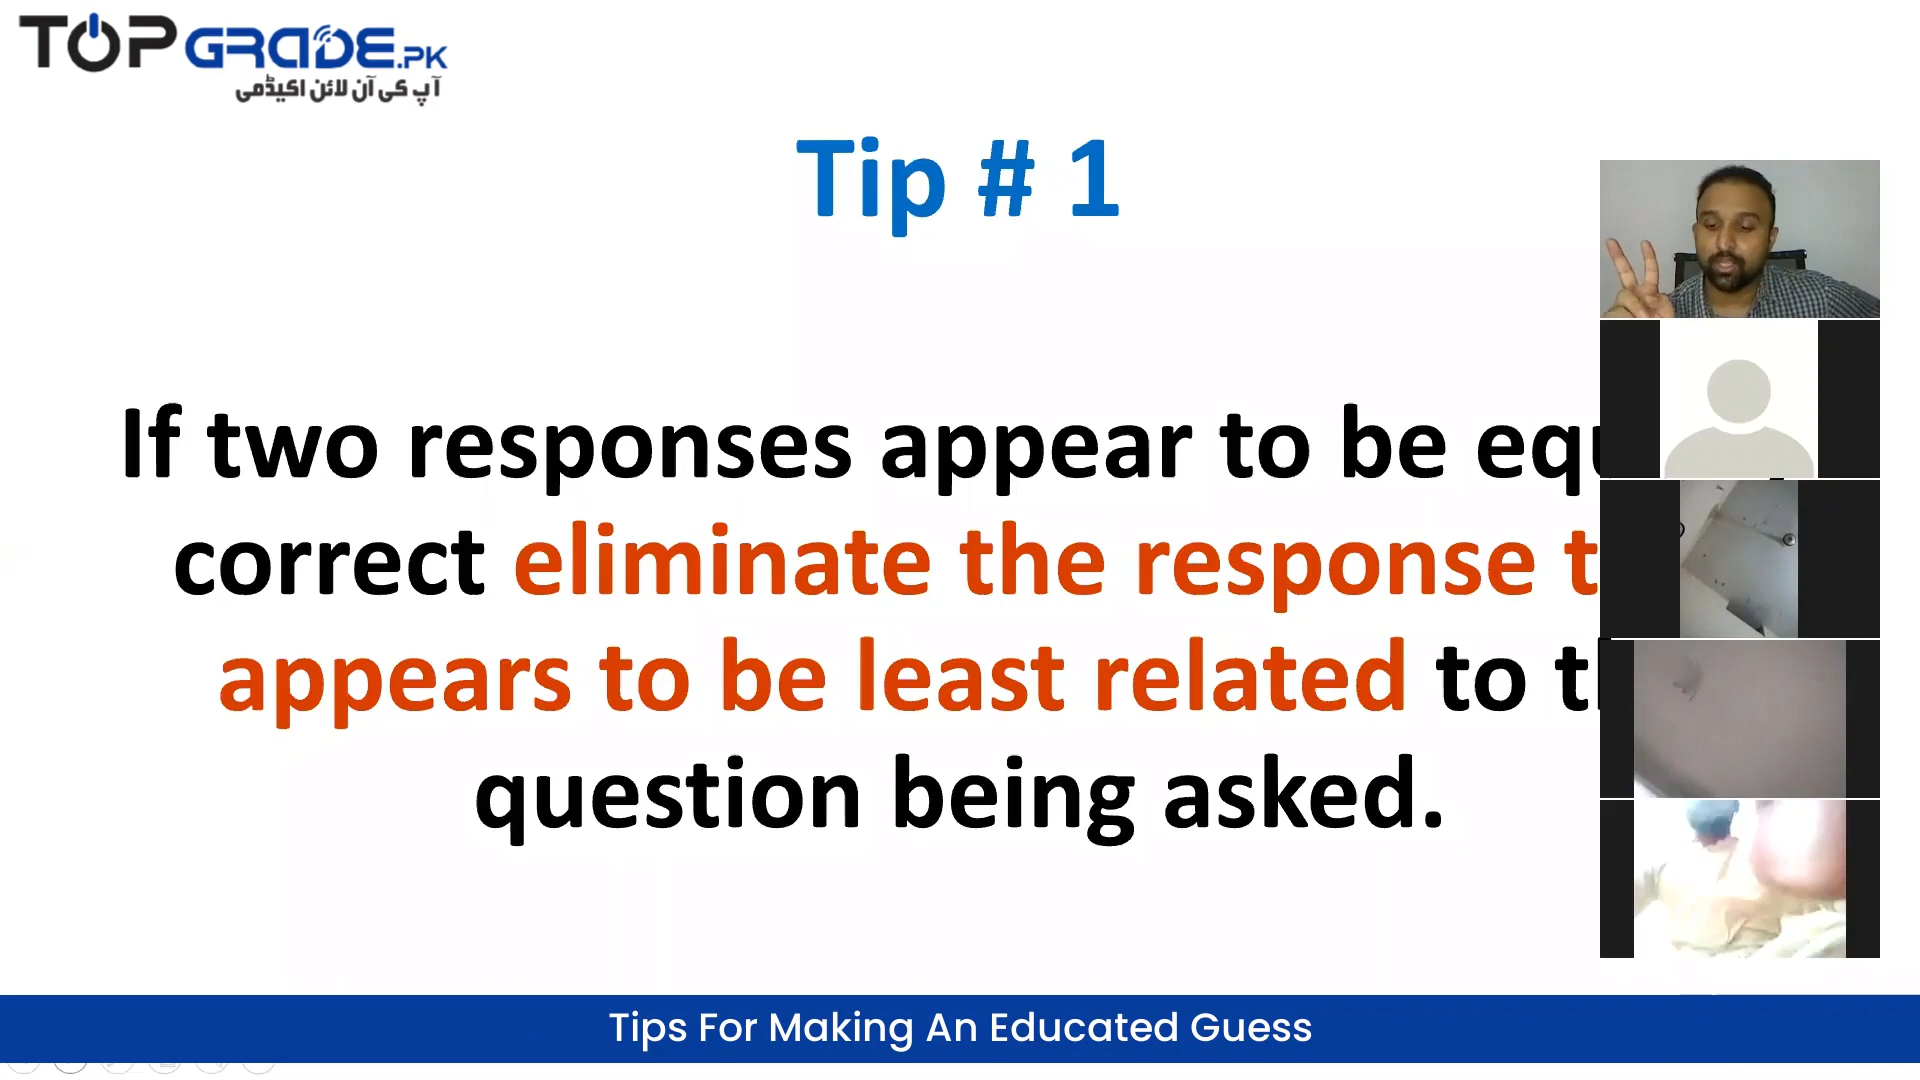 TOPGRADE.PK
آپ کی آن لائن اکیڈمی
Tip # 1
If two responses appear to be
correct eliminate the response
appears to be least related to
question being asked.
Tips For Making An Educated Guess